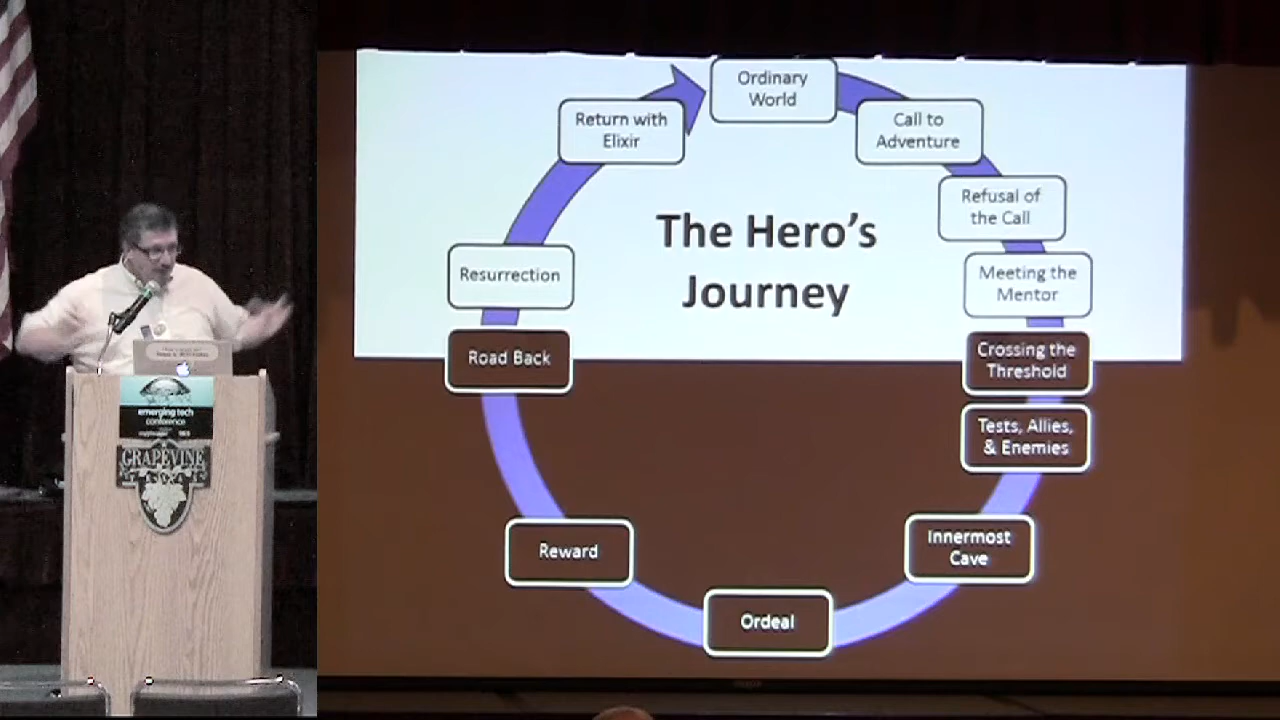 Ordinary
World
Return with
Elixir
Call to
Adventure
Refusal of
the Call
The Hero's
Journey
Resurrection
Meeting the
Mentor
Road Back
Crossing the
Threshold
Tests, Allies,
& Enemies
Reward
Innermost
Cave
Ordeal
emerging tech
conference
GRAPEVINE
TEXAS